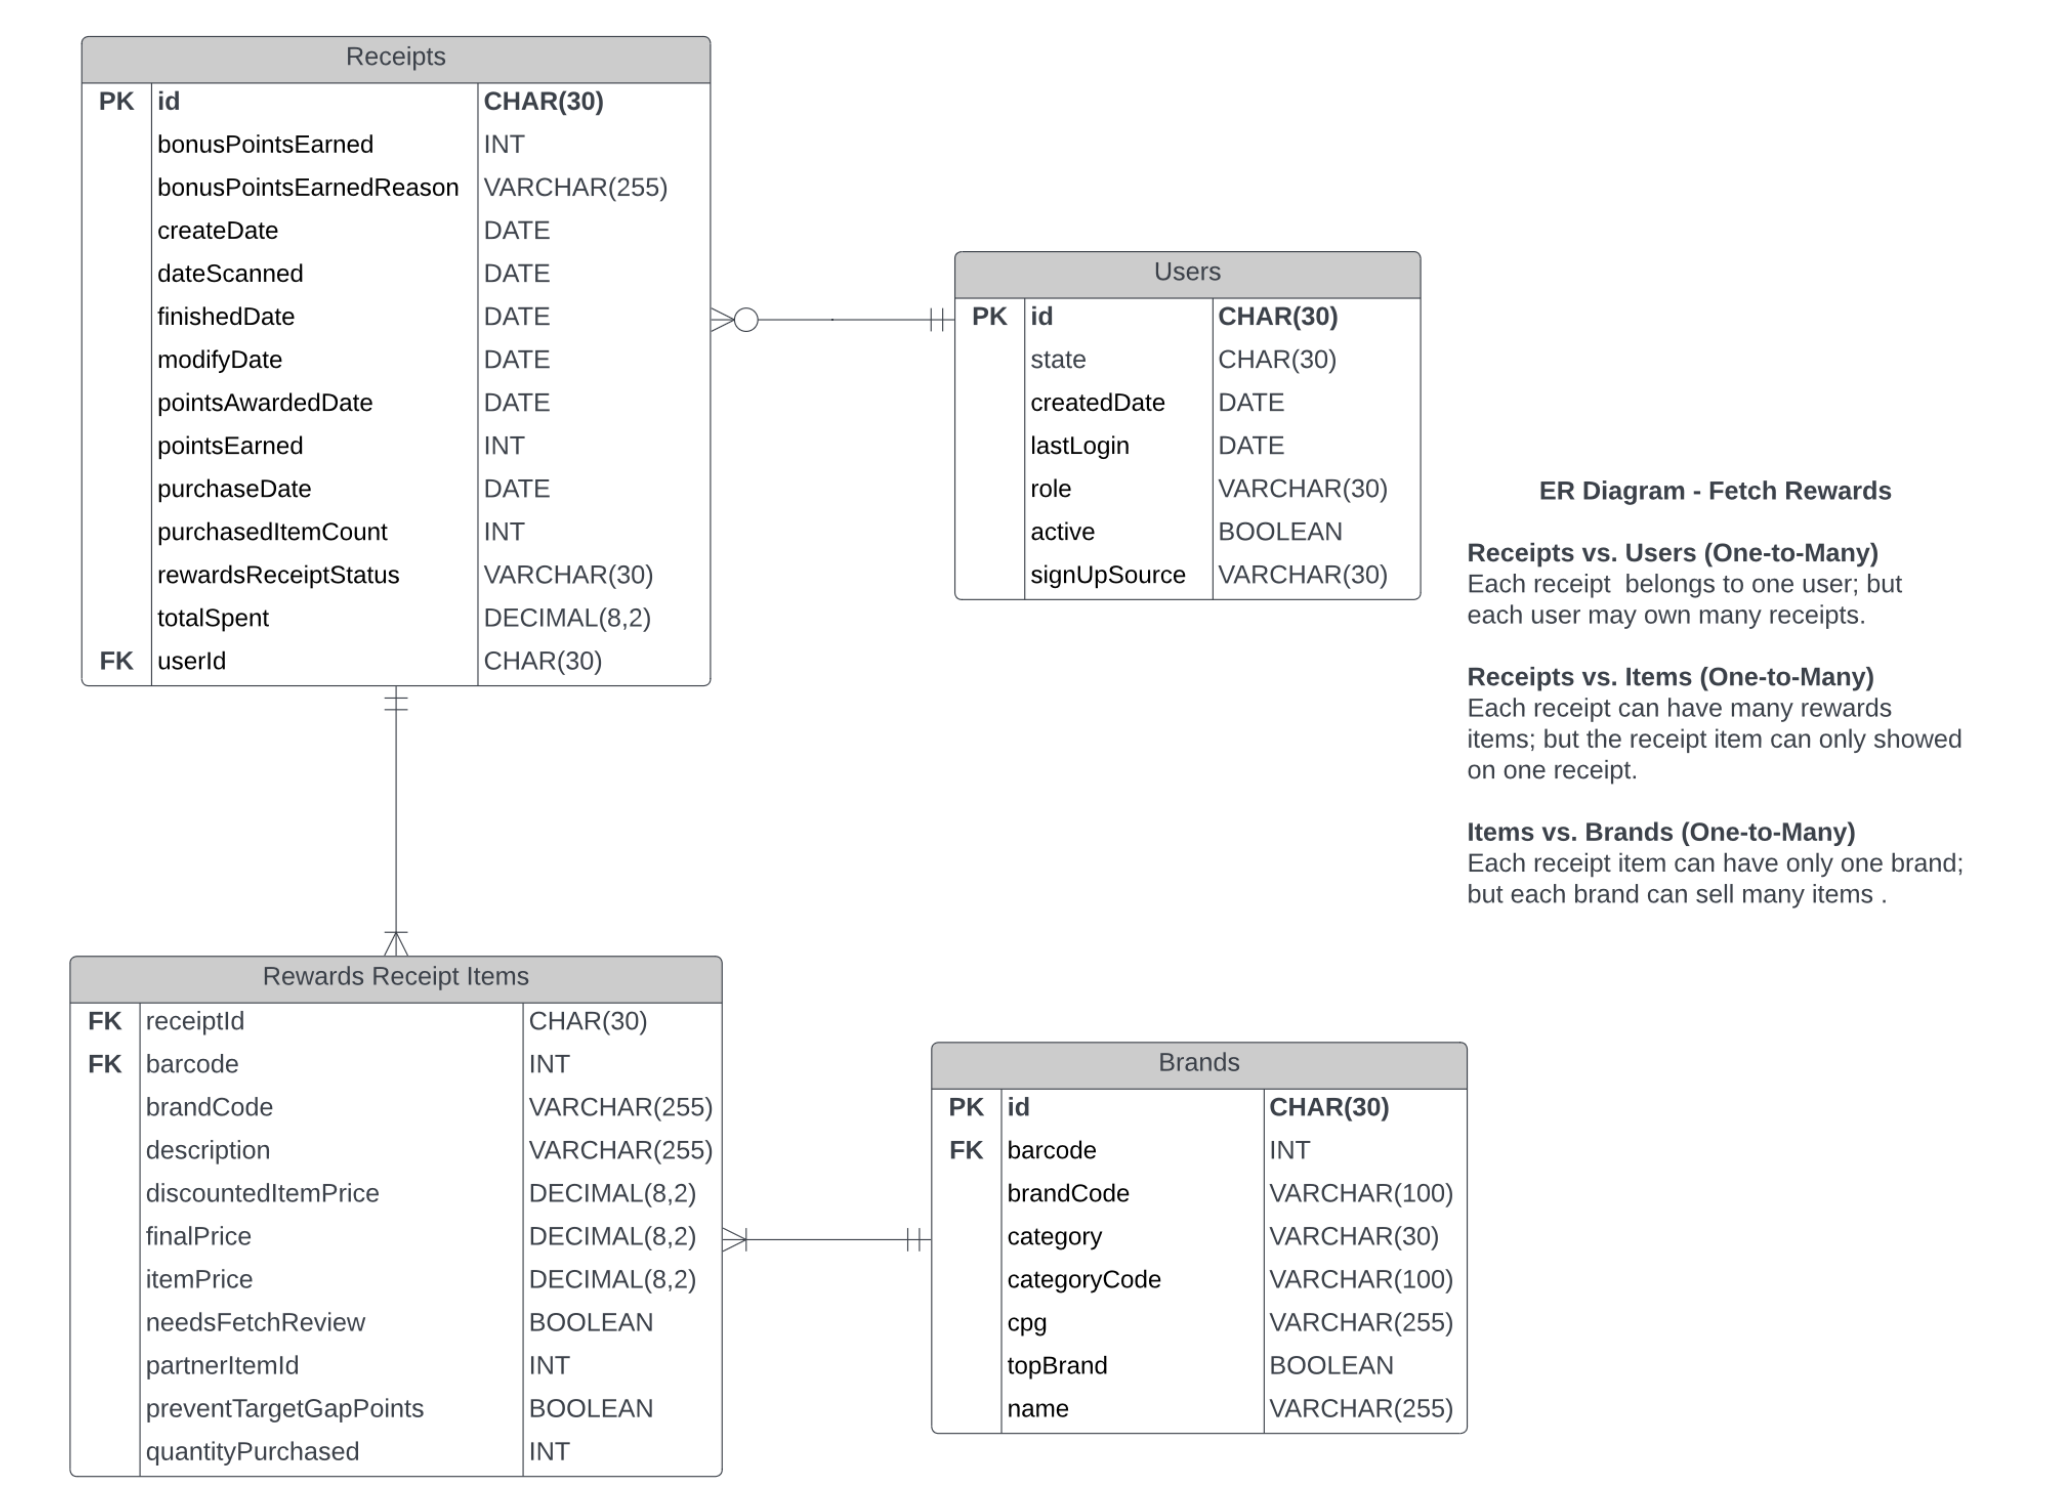 Receipts
PK id CHAR(30)
bonusPointsEarned INT
bonusPointsEarnedReason VARCHAR(255)
createDate DATE
dateScanned DATE
finishedDate DATE
modifyDate DATE
pointsAwardedDate DATE
pointsEarned INT
purchaseDate DATE
purchasedItemCount INT
rewardsReceiptStatus VARCHAR(30)
totalSpent DECIMAL(8,2)
FK userId CHAR(30)
Users
PK id CHAR(30)
state CHAR(30)
createdDate DATE
lastLogin DATE
role VARCHAR(30)
active BOOLEAN
signUpSource VARCHAR(30)
ER Diagram - Fetch Rewards
Receipts vs. Users (One-to-Many)
Each receipt  belongs to one user; but
each user may own many receipts.
Receipts vs. Items (One-to-Many)
Each receipt can have many rewards
items; but the receipt item can only showed
on one receipt.
Items vs. Brands (One-to-Many)
Each receipt item can have only one brand;
but each brand can sell many items .
Rewards Receipt Items
FK receiptId CHAR(30)
FK barcode INT
brandCode VARCHAR(255)
description VARCHAR(255)
discountedItemPrice DECIMAL(8,2)
finalPrice DECIMAL(8,2)
itemPrice DECIMAL(8,2)
needsFetchReview BOOLEAN
partnerItemId INT
preventTargetGapPoints BOOLEAN
quantityPurchased INT
Brands
PK id CHAR(30)
FK barcode INT
brandCode VARCHAR(100)
category VARCHAR(30)
categoryCode VARCHAR(100)
cpg VARCHAR(255)
topBrand BOOLEAN
name VARCHAR(255)